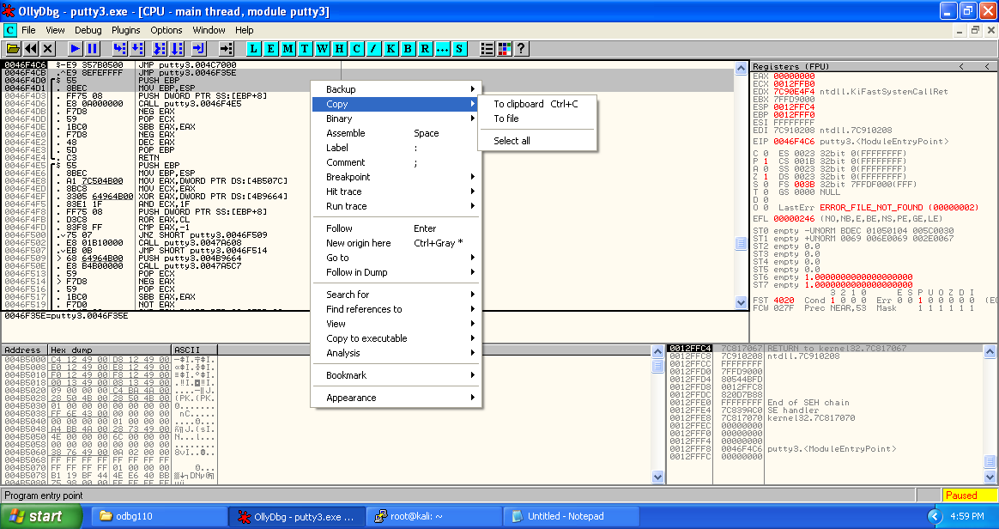 OllyDbg - putty3.exe - [CPU - main thread, module putty3]
C File View Debug Plugins Options Window Help
L E M T W H C / K B R ... S ?
0046F4C6 $-E9 357B0500 JMP putty3.004C7000
0046F4CB .^E9 8EFEFFFF JMP putty3.0046F35E
0046F4D0 $ 55 PUSH EBP
0046F4D1 . 8BEC MOV EBP,ESP
0046F4D3 . FF75 08 PUSH DWORD PTR SS:[EBP+8]
0046F4D6 . E8 0A000000 CALL putty3.0046F4E5
0046F4DB . F7D8 NEG EAX
0046F4DD . 59 POP ECX
0046F4DE . 1BC0 SBB EAX,EAX
0046F4E0 . F7D8 NEG EAX
0046F4E2 . 48 DEC EAX
0046F4E3 . 5D POP EBP
0046F4E4 . C3 RETN
0046F4E5 $ 55 PUSH EBP
0046F4E6 . 8BEC MOV EBP,ESP
0046F4E8 . A1 7C504B00 MOV EAX,DWORD PTR DS:[4B507C]
0046F4ED . 8BC8 MOV ECX,EAX
0046F4EF . 3305 64964B00 XOR EAX,DWORD PTR DS:[4B9664]
0046F4F5 . 83E1 1F AND ECX,1F
0046F4F8 . FF75 08 PUSH DWORD PTR SS:[EBP+8]
0046F4FB . D3C8 ROR EAX,CL
0046F4FD . 83F8 FF CMP EAX,-1
0046F500 .v75 07 JNZ SHORT putty3.0046F509
0046F502 . E8 01B10000 CALL putty3.0047A608
0046F507 .vEB 0B JMP SHORT putty3.0046F514
0046F509 > 68 64964B00 PUSH putty3.004B9664
0046F50E . E8 B4B00000 CALL putty3.0047A5C7
0046F513 . 59 POP ECX
0046F514 > F7D8 NEG EAX
0046F516 . 59 POP ECX
0046F517 . 1BC0 SBB EAX,EAX
0046F519 . F7D0 NOT EAX
0046F35E=putty3.0046F35E
Backup
Copy
Binary
Assemble Space
Label :
Comment ;
Breakpoint
Hit trace
Run trace
Follow Enter
New origin here Ctrl+Gray *
Go to
Follow in Dump
Search for
Find references to
View
Copy to executable
Analysis
Bookmark
Appearance
To clipboard Ctrl+C
To file
Select all
Registers (FPU) < <
EAX 00000000
ECX 0012FFB0
EDX 7C90E4F4 ntdll.KiFastSystemCallRet
EBX 7FFD9000
ESP 0012FFC4
EBP 0012FFF0
ESI FFFFFFFF
EDI 7C910208 ntdll.7C910208
EIP 0046F4C6 putty3.<ModuleEntryPoint>
C 0 ES 0023 32bit 0(FFFFFFFF)
P 1 CS 001B 32bit 0(FFFFFFFF)
A 0 SS 0023 32bit 0(FFFFFFFF)
Z 1 DS 0023 32bit 0(FFFFFFFF)
S 0 FS 003B 32bit 7FFDF000(FFF)
T 0 GS 0000 NULL
D 0
O 0 LastErr ERROR_FILE_NOT_FOUND (00000002)
EFL 00000246 (NO,NB,E,BE,NS,PE,GE,LE)
ST0 empty -UNORM BDEC 01050104 005C0030
ST1 empty +UNORM 0069 006E0069 002E0067
ST2 empty 0.0
ST3 empty 0.0
ST4 empty 0.0
ST5 empty 0.0
ST6 empty 1.0000000000000000000
ST7 empty 1.0000000000000000000
3 2 1 0 E S P U O Z D I
FST 4020 Cond 1 0 0 0 Err 0 0 1 0 0 0 0 0 (EQ
FCW 027F Prec NEAR,53 Mask 1 1 1 1 1 1
Address Hex dump ASCII
004B5000 C4 12 49 00 D8 12 49 00
004B5008 E0 12 49 00 E8 12 49 00
004B5010 F0 12 49 00 F8 12 49 00
004B5018 00 13 49 00 08 13 49 00
004B5020 09 00 00 00 C4 BA 4A 00
004B5028 28 50 4B 00 28 50 4B 00 (PK.(PK.
004B5030 01 00 00 00 00 00 00 00
004B5038 FF 6E 43 00 00 00 00 00 nC.....
004B5040 00 00 00 00 01 00 00 00
004B5048 A4 BB 4A 00 28 73 49 00
004B5050 4E 00 00 00 6C 00 00 00 N...l...
004B5058 00 00 00 00 00 00 00 00 ........
004B5060 38 76 49 00 0A 02 00 00
004B5068 FF FF FF FF FF FF FF FF
004B5070 FF FF FF FF 01 00 00 00
004B5078 B1 19 BF 44 4E E6 40 BB
0012FFC4 7C817067 RETURN to kernel32.7C817067
0012FFC8 7C910208 ntdll.7C910208
0012FFCC FFFFFFFF
0012FFD0 7FFD9000
0012FFD4 80544BFD
0012FFD8 0012FFC8
0012FFDC 820D7B88
0012FFE0 FFFFFFFF End of SEH chain
0012FFE4 7C839AC0 SE handler
0012FFE8 7C817070 kernel32.7C817070
0012FFEC 00000000
0012FFF0 00000000
0012FFF4 00000000
0012FFF8 0046F4C6 putty3.<ModuleEntryPoint>
0012FFFC 00000000
Program entry point
Paused
start
odbg110
OllyDbg - putty3.exe ...
root@kali: ~
Untitled - Notepad
4:59 PM